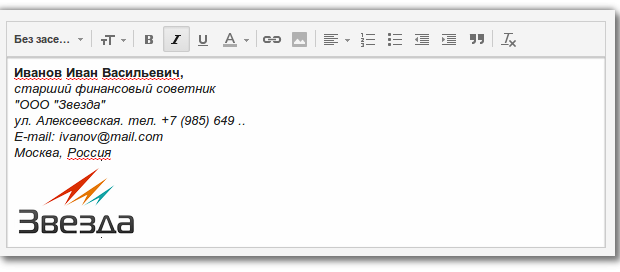 Без засе...
Иванов Иван Васильевич,
старший финансовый советник
"ООО "Звезда"
ул. Алексеевская. тел. +7 (985) 649 ..
E-mail: ivanov@mail.com
Москва, Россия
Звезда